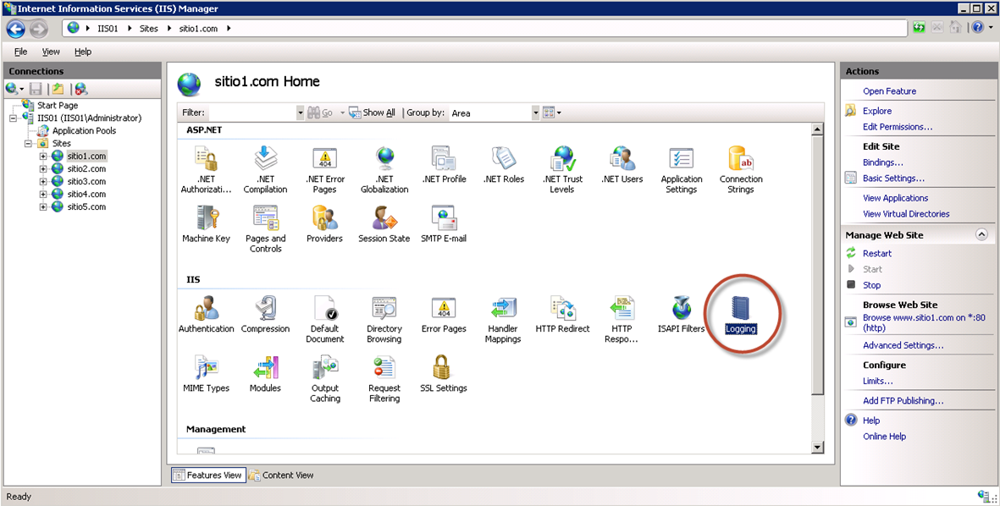 Internet Information Services (IIS) Manager
IIS01
Sites
sitio1.com
File View Help
Connections
Start Page
IIS01 (IIS01\Administrator)
Application Pools
Sites
sitio1.com
sitio2.com
sitio3.com
sitio4.com
sitio5.com
sitio1.com Home
Filter: Go Show All Group by: Area
ASP.NET
.NET Authorizati...
.NET Compilation
404
.NET Error Pages
.NET Globalization
.NET Profile
.NET Roles
.NET Trust Levels
.NET Users
Application Settings
ab
Connection Strings
Machine Key
Pages and Controls
Providers
Session State
SMTP E-mail
IIS
Authentication
Compression
Default Document
Directory Browsing
404
Error Pages
Handler Mappings
HTTP Redirect
HTTP Respo...
ISAPI Filters
Logging
MIME Types
Modules
Output Caching
Request Filtering
SSL Settings
Management
Features View
Content View
Actions
Open Feature
Explore
Edit Permissions...
Edit Site
Bindings...
Basic Settings...
View Applications
View Virtual Directories
Manage Web Site
Restart
Start
Stop
Browse Web Site
Browse www.sitio1.com on *:80
(http)
Advanced Settings...
Configure
Limits...
Add FTP Publishing...
Help
Online Help
Ready